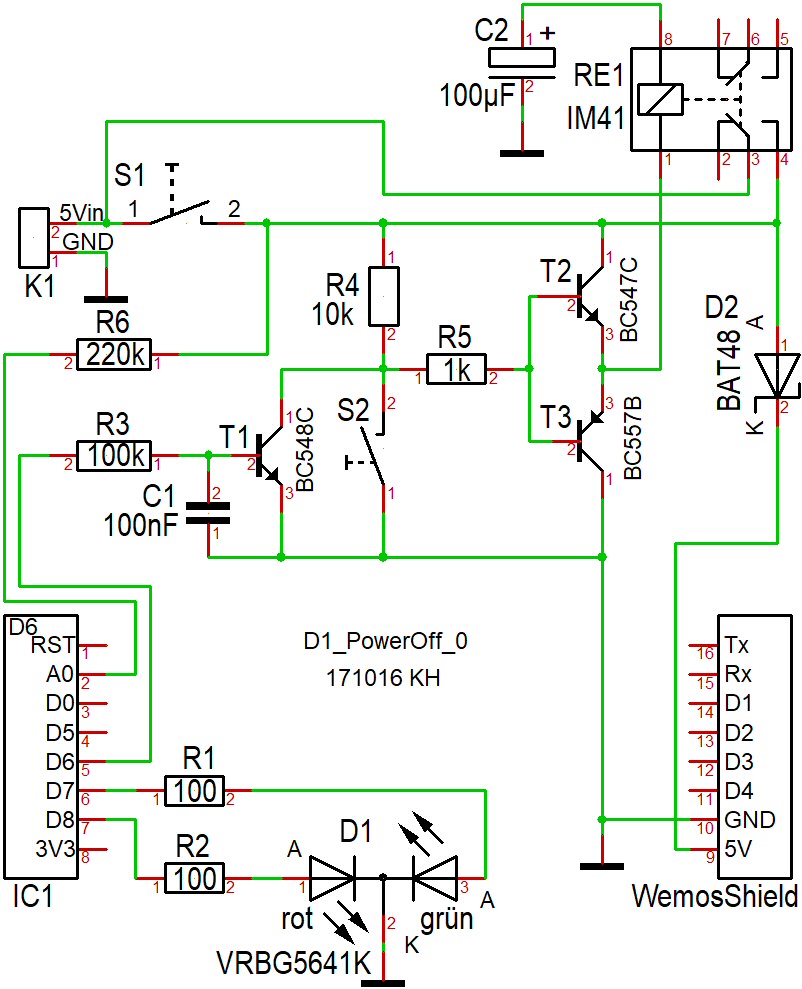 C2
1 +
2
100µF
RE1
IM41
8 7 6 5
1 2 3 4
S1
1 2
5Vin
2
GND
1
K1
R6
2 220k 1
R4
10k
1
2
R5
1 1k 2
T2
BC547C
1
2
3
T3
BC557B
3
2
1
D2
BAT48
A
1
2
K
R3
2 100k 1
T1
BC548C
1
2
3
S2
2
1
C1
100nF
2
1
D1_PowerOff_0
171016 KH
D6
RST 1
A0 2
D0 3
D5 4
D6 5
D7 6
D8 7
3V3 8
IC1
16 Tx
15 Rx
14 D1
13 D2
12 D3
11 D4
10 GND
9 5V
WemosShield
R1
1 100 2
R2
1 100 2
D1
A
1
3
A
rot
grün
2
K
VRBG5641K